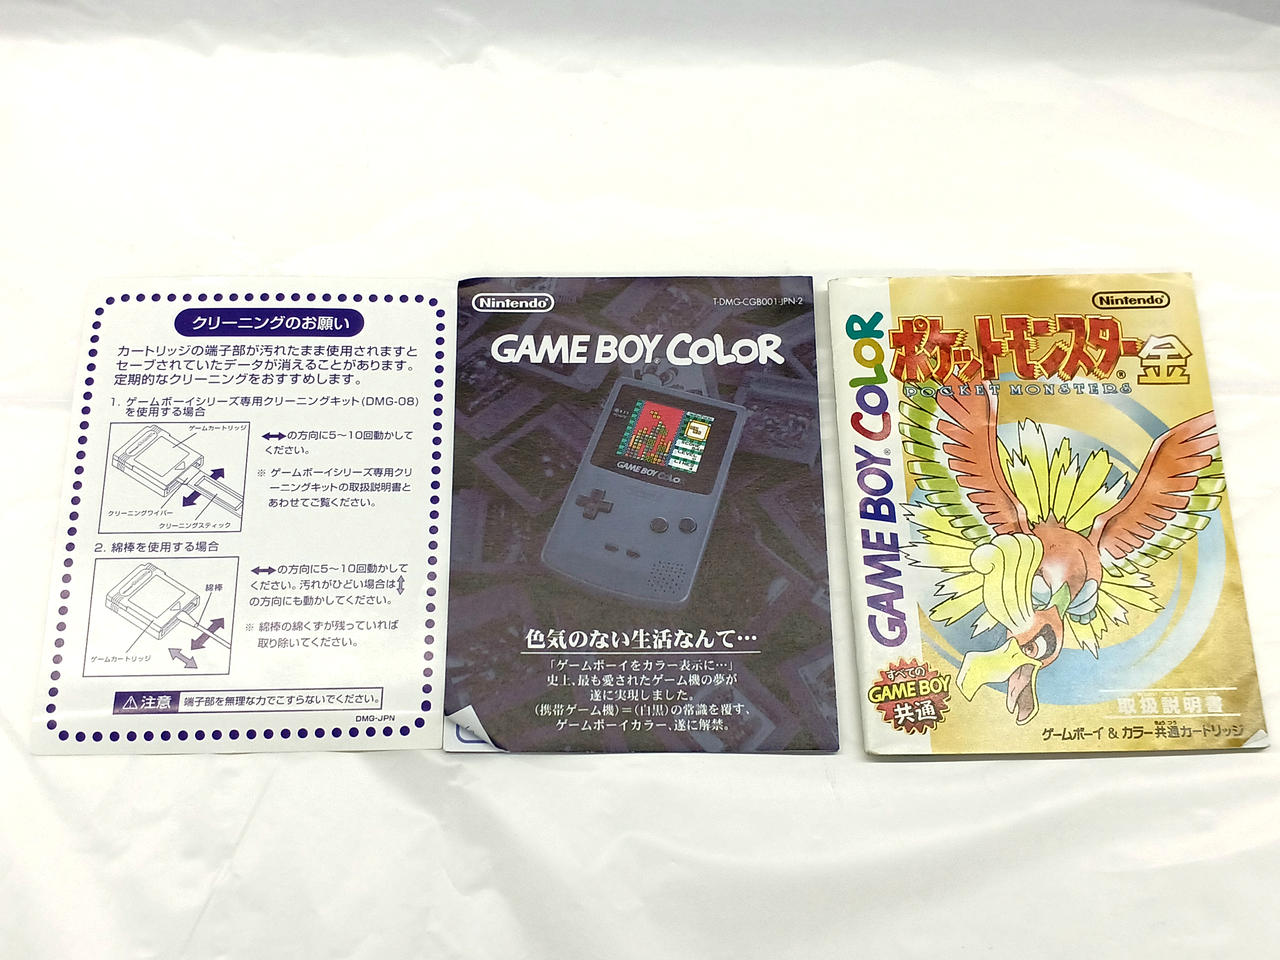 クリーニングのお願い
カートリッジの端子部が汚れたまま使用されますと
セーブされていたデータが消えることがあります。
定期的なクリーニングをおすすめします。
1. ゲームボーイシリーズ専用クリーニングキット(DMG-08)
を使用する場合
ゲームカートリッジ
クリーニングワイパー
クリーニングスティック
⟷の方向に5〜10回動かして
ください。
※ ゲームボーイシリーズ専用クリ
ーニングキットの取扱説明書と
あわせてご覧ください。
2. 綿棒を使用する場合
綿棒
ゲームカートリッジ
⟷の方向に5〜10回動かして
ください。汚れがひどい場合は↕
の方向にも動かしてください。
※ 綿棒の綿くずが残っていれば
取り除いてください。
⚠注意 端子部を無理な力でこすらないでください。
DMG-JPN
Nintendo
T-DMG-CGB001-JPN-2
GAME BOY COLOR
GAME BOY COLOR
色気のない生活なんて…
「ゲームボーイをカラー表示に…」
史上、最も愛されたゲーム機の夢が
遂に実現しました。
(携帯ゲーム機)=(白黒)の常識を覆す、
ゲームボーイカラー、遂に解禁。
Nintendo
GAME BOY COLOR
ポケットモンスター金
POCKET MONSTERS
すべての
GAME BOY
共通
取扱説明書
ゲームボーイ & カラー共通カートリッジ
きょうつう